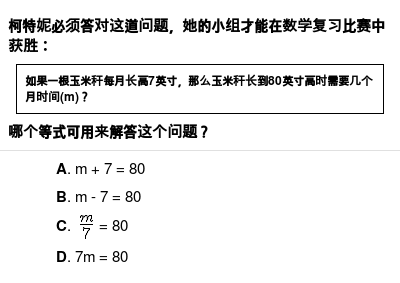 柯特妮必须答对这道问题，她的小组才能在数学复习比赛中
获胜：
如果一根玉米秆每月长高7英寸，那么玉米秆长到80英寸高时需要几个
月时间(m)？
哪个等式可用来解答这个问题？
A. m + 7 = 80
B. m - 7 = 80
C. m/7 = 80
D. 7m = 80